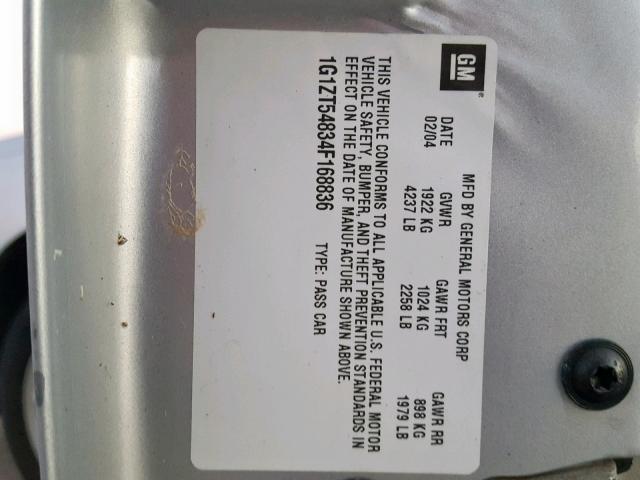 GM®
MFD BY GENERAL MOTORS CORP
DATE GVWR GAWR FRT GAWR RR
02/04 1922 KG 1024 KG 898 KG
4237 LB 2258 LB 1979 LB
THIS VEHICLE CONFORMS TO ALL APPLICABLE U.S. FEDERAL MOTOR
VEHICLE SAFETY, BUMPER, AND THEFT PREVENTION STANDARDS IN
EFFECT ON THE DATE OF MANUFACTURE SHOWN ABOVE.
1G1ZT54834F168836 TYPE: PASS CAR